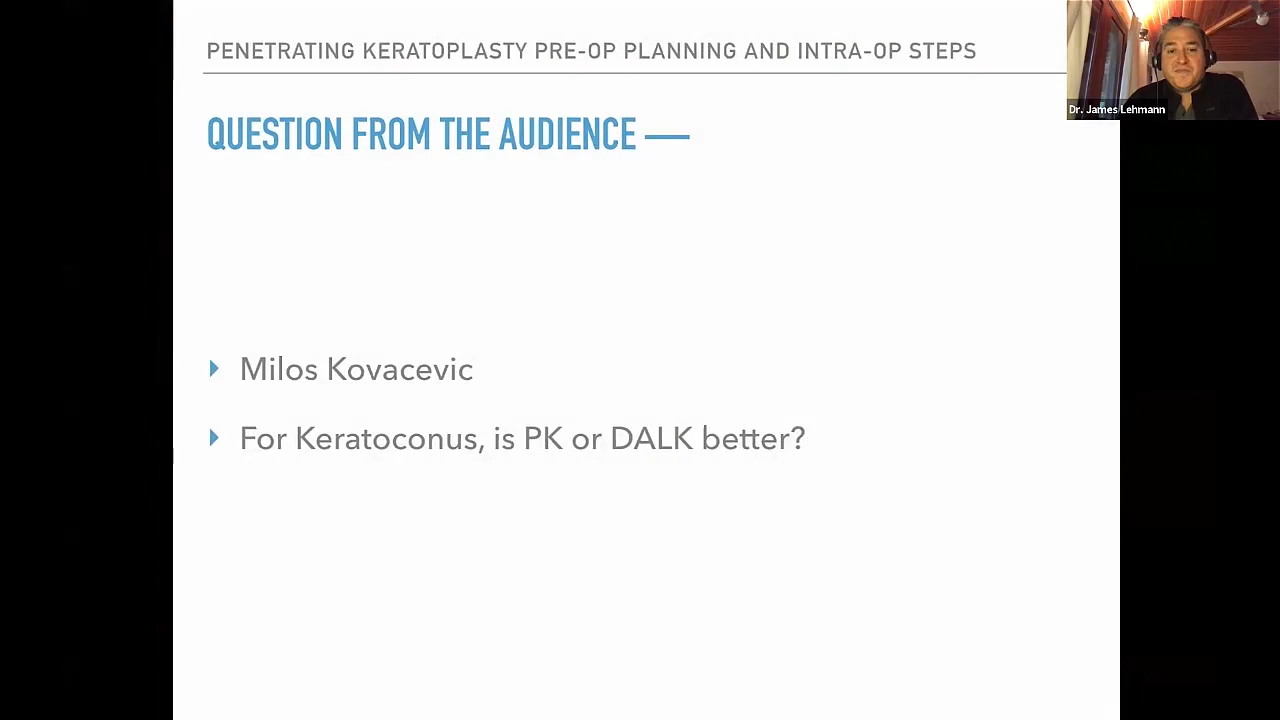 PENETRATING KERATOPLASTY PRE-OP PLANNING AND INTRA-OP STEPS
Dr. James Lehmann
QUESTION FROM THE AUDIENCE —
Milos Kovacevic
For Keratoconus, is PK or DALK better?